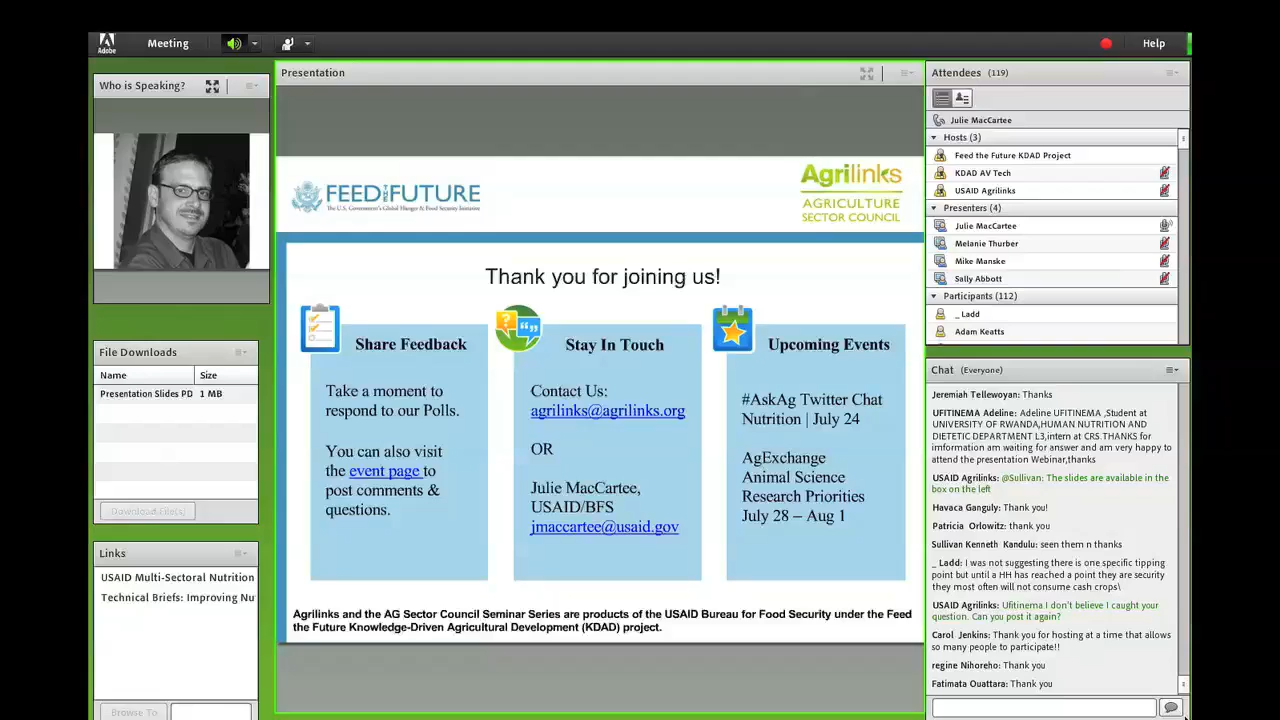 Adobe
Meeting
Help
Who is Speaking?
File Downloads
Name
Size
Presentation Slides PD
1 MB
Download File(s)
Links
USAID Multi-Sectoral Nutrition
Technical Briefs: Improving Nu
Browse To
Presentation
FEED THE FUTURE
The U.S. Government's Global Hunger & Food Security Initiative
Agrilinks
AGRICULTURE
SECTOR COUNCIL
Thank you for joining us!
Share Feedback
Take a moment to
respond to our Polls.
You can also visit
the event page to
post comments &
questions.
Stay In Touch
Contact Us:
agrilinks@agrilinks.org
OR
Julie MacCartee,
USAID/BFS
jmaccartee@usaid.gov
Upcoming Events
#AskAg Twitter Chat
Nutrition | July 24
AgExchange
Animal Science
Research Priorities
July 28 – Aug 1
Agrilinks and the AG Sector Council Seminar Series are products of the USAID Bureau for Food Security under the Feed
the Future Knowledge-Driven Agricultural Development (KDAD) project.
Attendees (119)
Julie MacCartee
Hosts (3)
Feed the Future KDAD Project
KDAD AV Tech
USAID Agrilinks
Presenters (4)
Julie MacCartee
Melanie Thurber
Mike Manske
Sally Abbott
Participants (112)
_ Ladd
Adam Keatts
Chat (Everyone)
Jeremiah Tellewoyan: Thanks
UFITINEMA Adeline: Adeline UFITINEMA ,Student at
UNIVERSITY OF RWANDA,HUMAN NUTRITION AND
DIETETIC DEPARTMENT L3,intern at CRS.THANKS for
imformation am waiting for answer and am very happy to
attend the presentation Webinar,thanks
USAID Agrilinks: @Sullivan: The slides are available in the
box on the left
Havaca Ganguly: Thank you!
Patricia Orlowitz: thank you
Sullivan Kenneth Kandulu: seen them n thanks
_ Ladd: I was not suggesting there is one specific tipping
point but until a HH has reached a point they are security
they most often will not consume cash crops\
USAID Agrilinks: Ufitinema I don't believe I caught your
question. Can you post it again?
Carol Jenkins: Thank you for hosting at a time that allows
so many people to participate!!
regine Nihoreho: Thank you
Fatimata Ouattara: Thank you